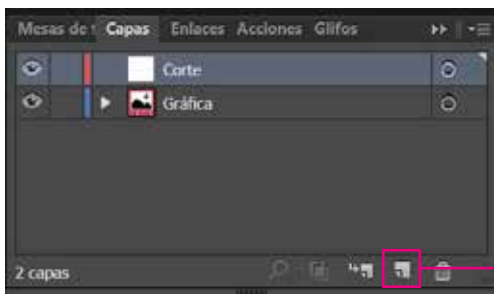 Mesas de t Capas Enlaces Acciones Glifos
Corte
Gráfica
2 capas